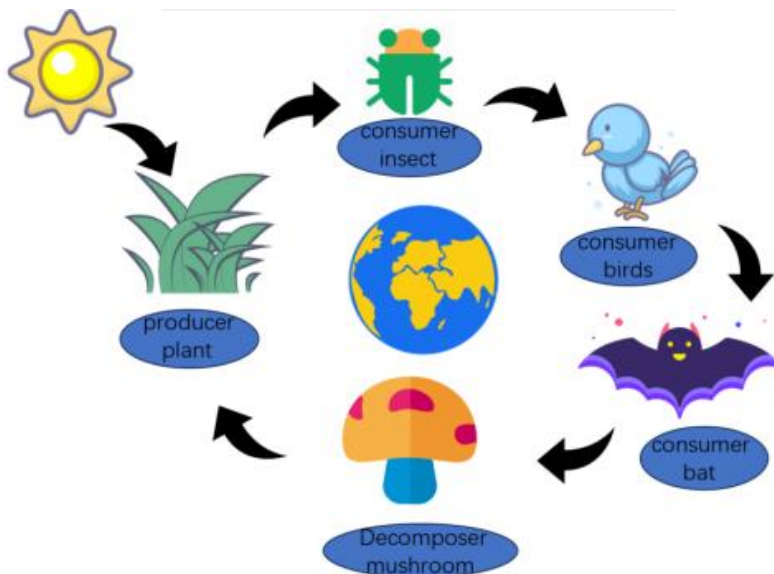 consumer
insect
consumer
birds
producer
plant
consumer
bat
Decomposer
mushroom